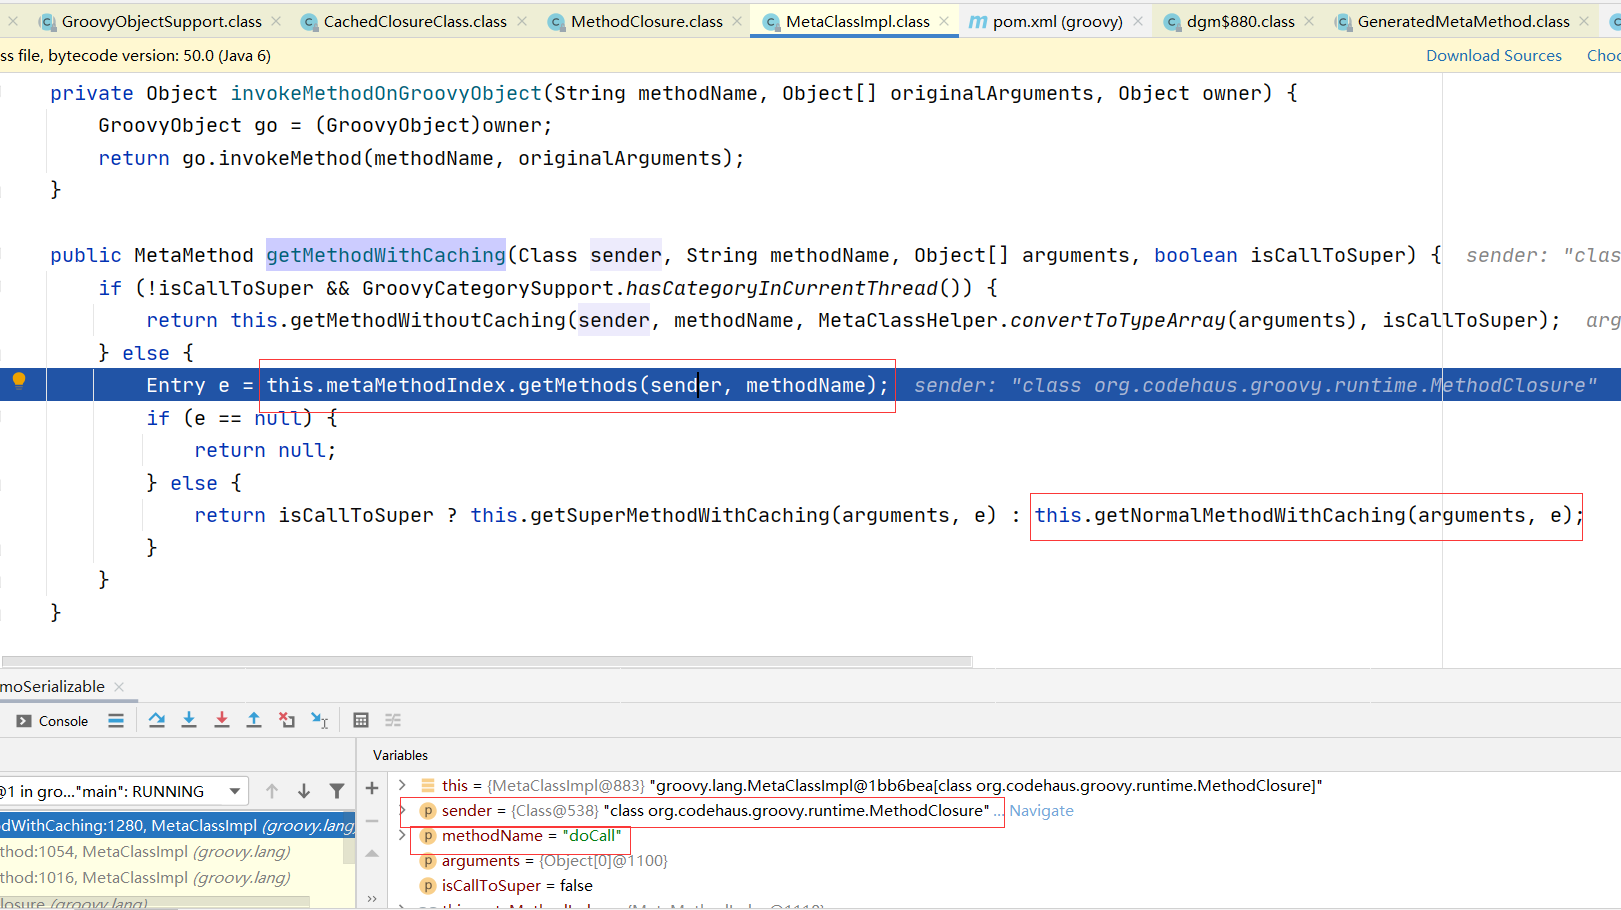 GroovyObjectSupport.class CachedClosureClass.class MethodClosure.class MetaClassImpl.class pom.xml (groovy) dgm$880.class GeneratedMetaMethod.class
ss file, bytecode version: 50.0 (Java 6) Download Sources Choo
private Object invokeMethodOnGroovyObject(String methodName, Object[] originalArguments, Object owner) {
GroovyObject go = (GroovyObject)owner;
return go.invokeMethod(methodName, originalArguments);
}
public MetaMethod getMethodWithCaching(Class sender, String methodName, Object[] arguments, boolean isCallToSuper) { sender: "clas
if (!isCallToSuper && GroovyCategorySupport.hasCategoryInCurrentThread()) {
return this.getMethodWithoutCaching(sender, methodName, MetaClassHelper.convertToTypeArray(arguments), isCallToSuper); arg
} else {
Entry e = this.metaMethodIndex.getMethods(sender, methodName); sender: "class org.codehaus.groovy.runtime.MethodClosure"
if (e == null) {
return null;
} else {
return isCallToSuper ? this.getSuperMethodWithCaching(arguments, e) : this.getNormalMethodWithCaching(arguments, e);
}
}
}
moSerializable
Console
Variables
@1 in gro..."main": RUNNING
this = {MetaClassImpl@883} "groovy.lang.MetaClassImpl@1bb6bea[class org.codehaus.groovy.runtime.MethodClosure]"
sender = {Class@538} "class org.codehaus.groovy.runtime.MethodClosure" ... Navigate
dWithCaching:1280, MetaClassImpl (groovy.lang)
methodName = "doCall"
thod:1054, MetaClassImpl (groovy.lang)
arguments = {Object[0]@1100}
thod:1016, MetaClassImpl (groovy.lang)
isCallToSuper = false
losure (groovy.lang)